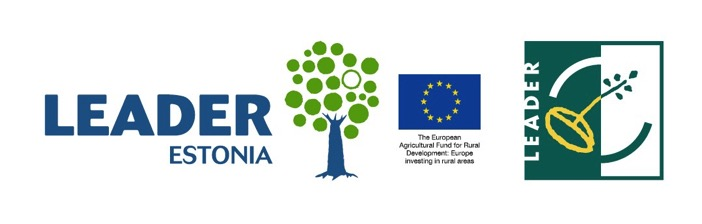 LEADER
ESTONIA
The European
Agricultural Fund for Rural
Development: Europe
investing in rural areas
LEADER